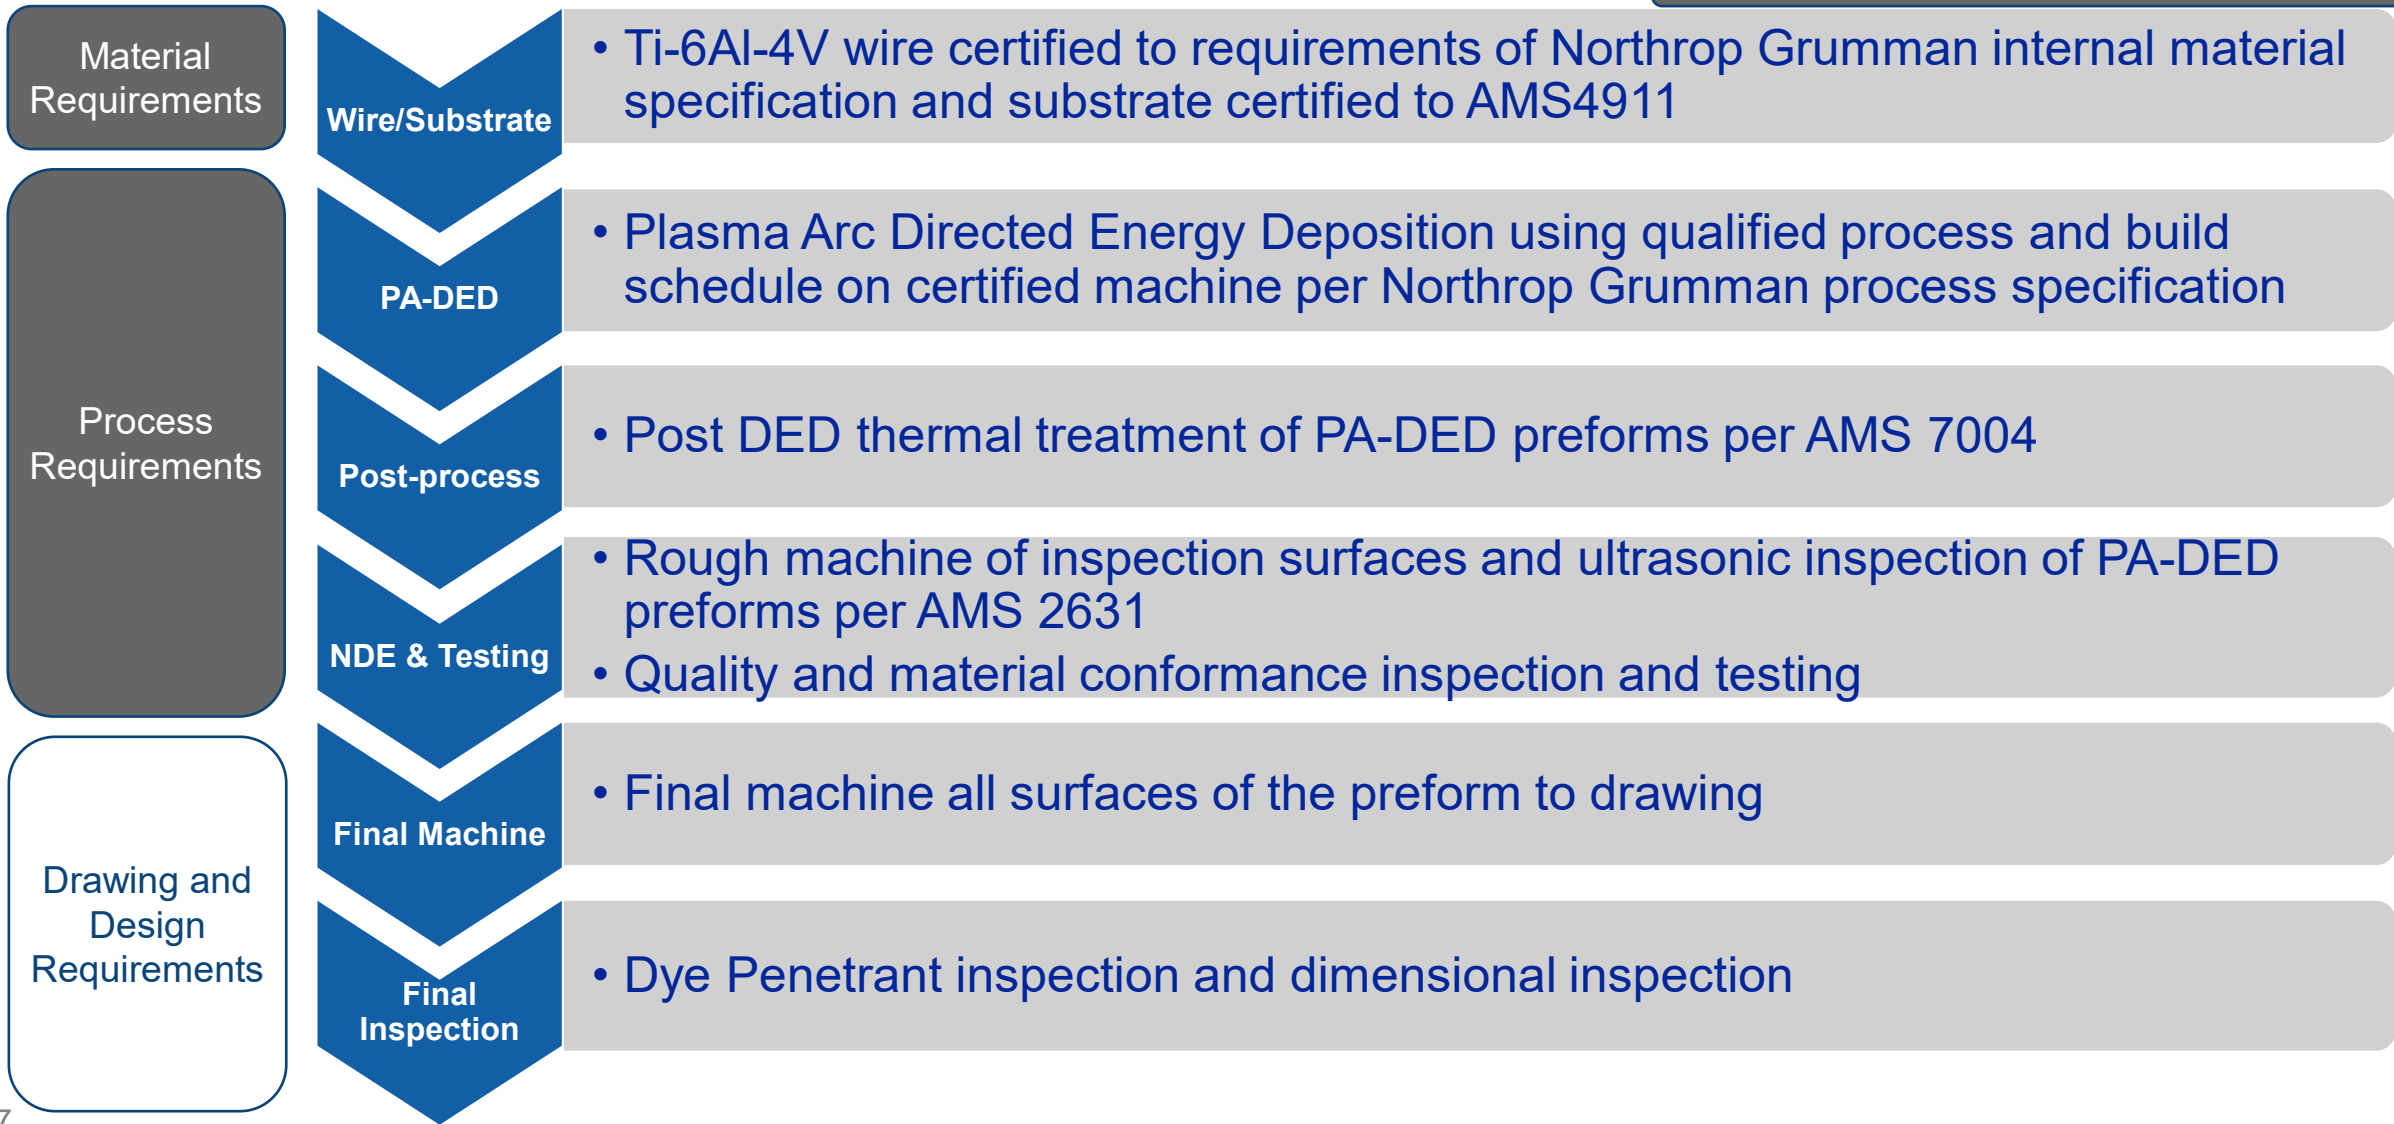 Material
Requirements
Wire/Substrate
• Ti-6Al-4V wire certified to requirements of Northrop Grumman internal material
specification and substrate certified to AMS4911
Process
Requirements
PA-DED
• Plasma Arc Directed Energy Deposition using qualified process and build
schedule on certified machine per Northrop Grumman process specification
Post-process
• Post DED thermal treatment of PA-DED preforms per AMS 7004
NDE & Testing
• Rough machine of inspection surfaces and ultrasonic inspection of PA-DED
preforms per AMS 2631
• Quality and material conformance inspection and testing
Drawing and
Design
Requirements
Final Machine
• Final machine all surfaces of the preform to drawing
Final
Inspection
• Dye Penetrant inspection and dimensional inspection
7